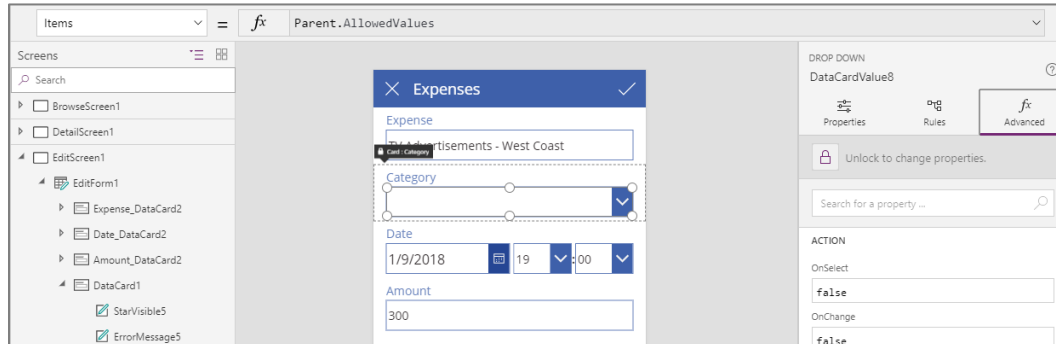 Items = fx Parent.AllowedValues
Screens
Search
BrowseScreen1
DetailScreen1
EditScreen1
EditForm1
Expense_DataCard2
Date_DataCard2
Amount_DataCard2
DataCard1
StarVisible5
ErrorMessage5
Expenses
Expense
TV Advertisements - West Coast
Card : Category
Category
Date
1/9/2018 19 : 00
Amount
300
DROP DOWN
DataCardValue8
Properties Rules Advanced
Unlock to change properties.
Search for a property ...
ACTION
OnSelect
false
OnChange
false